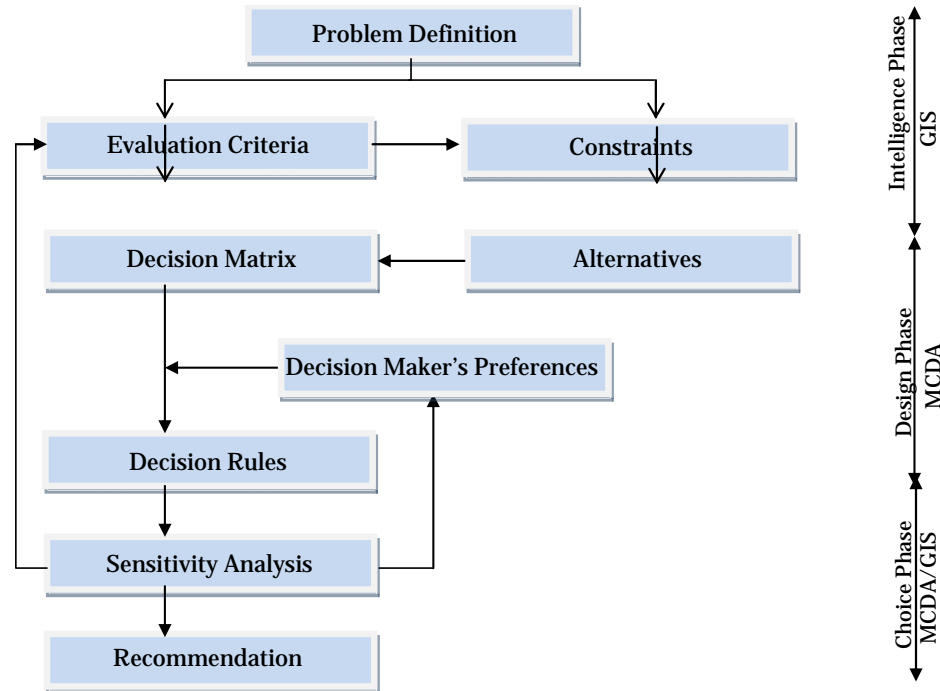 Problem Definition
Evaluation Criteria
Constraints
Decision Matrix
Alternatives
Decision Maker's Preferences
Decision Rules
Sensitivity Analysis
Recommendation
Intelligence Phase
GIS
Design Phase
MCDA
Choice Phase
MCDA/GIS